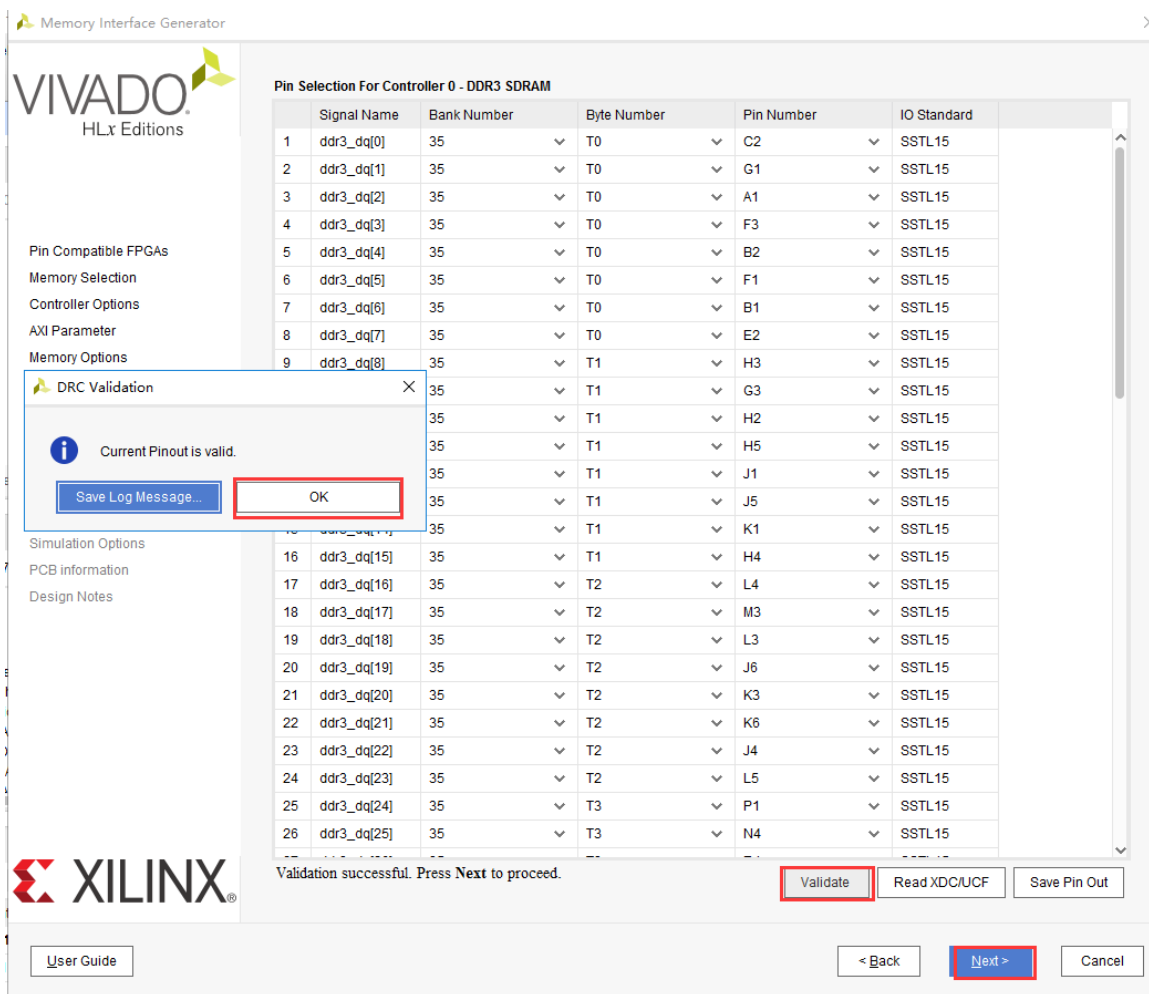 Memory Interface Generator
VIVADO
HLx Editions
Pin Compatible FPGAs
Memory Selection
Controller Options
AXI Parameter
Memory Options
DRC Validation
Current Pinout is valid.
Save Log Message...
OK
Simulation Options
PCB information
Design Notes
XILINX®
Pin Selection For Controller 0 - DDR3 SDRAM
Signal Name Bank Number Byte Number Pin Number IO Standard
1 ddr3_dq[0] 35 T0 C2 SSTL15
2 ddr3_dq[1] 35 T0 G1 SSTL15
3 ddr3_dq[2] 35 T0 A1 SSTL15
4 ddr3_dq[3] 35 T0 F3 SSTL15
5 ddr3_dq[4] 35 T0 B2 SSTL15
6 ddr3_dq[5] 35 T0 F1 SSTL15
7 ddr3_dq[6] 35 T0 B1 SSTL15
8 ddr3_dq[7] 35 T0 E2 SSTL15
9 ddr3_dq[8] 35 T1 H3 SSTL15
35 T1 G3 SSTL15
35 T1 H2 SSTL15
35 T1 H5 SSTL15
35 T1 J1 SSTL15
35 T1 J5 SSTL15
35 T1 K1 SSTL15
16 ddr3_dq[15] 35 T1 H4 SSTL15
17 ddr3_dq[16] 35 T2 L4 SSTL15
18 ddr3_dq[17] 35 T2 M3 SSTL15
19 ddr3_dq[18] 35 T2 L3 SSTL15
20 ddr3_dq[19] 35 T2 J6 SSTL15
21 ddr3_dq[20] 35 T2 K3 SSTL15
22 ddr3_dq[21] 35 T2 K6 SSTL15
23 ddr3_dq[22] 35 T2 J4 SSTL15
24 ddr3_dq[23] 35 T2 L5 SSTL15
25 ddr3_dq[24] 35 T3 P1 SSTL15
26 ddr3_dq[25] 35 T3 N4 SSTL15
Validation successful. Press Next to proceed.
Validate Read XDC/UCF Save Pin Out
User Guide < Back Next > Cancel